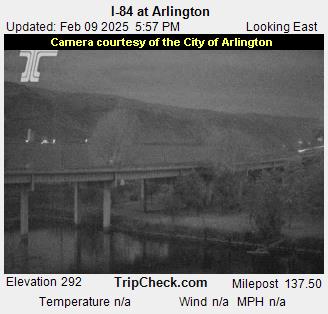 I-84 at Arlington
Updated: Feb 09 2025 5:57 PM Looking East
Camera courtesy of the City of Arlington
Elevation 292 TripCheck.com Milepost 137.50
Temperature n/a Wind n/a MPH n/a